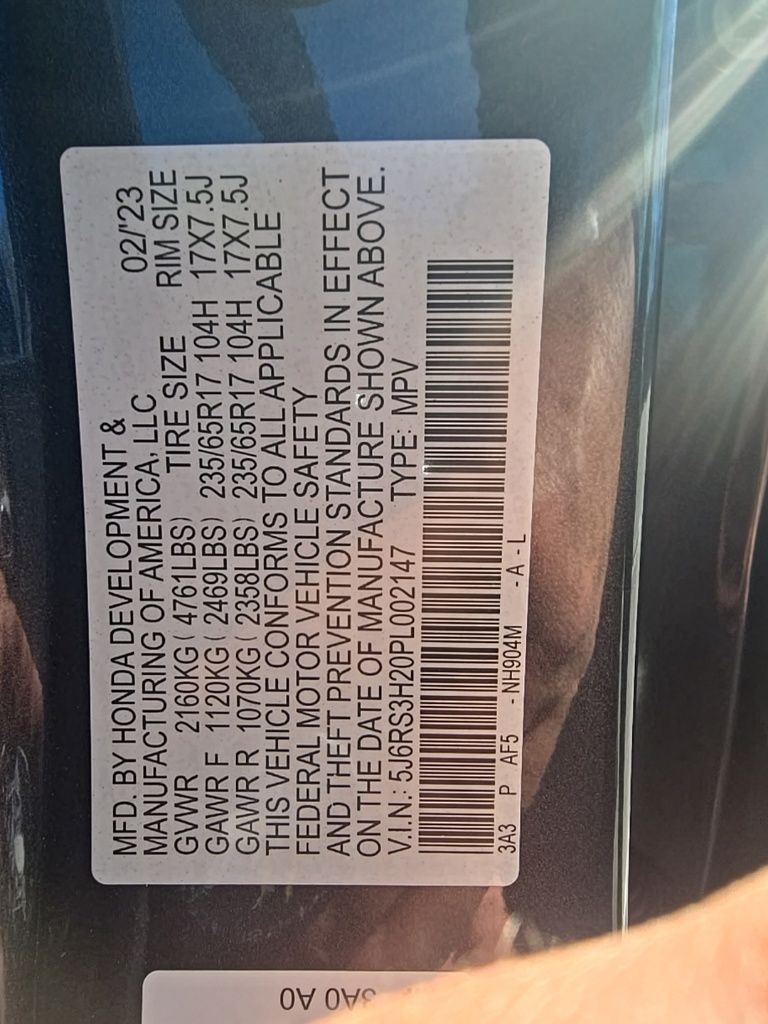 MFD. BY HONDA DEVELOPMENT &
MANUFACTURING OF AMERICA, LLC 02/'23
GVWR 2160KG ( 4761LBS) TIRE SIZE RIM SIZE
GAWR F 1120KG ( 2469LBS) 235/65R17 104H 17X7.5J
GAWR R 1070KG ( 2358LBS) 235/65R17 104H 17X7.5J
THIS VEHICLE CONFORMS TO ALL APPLICABLE
FEDERAL MOTOR VEHICLE SAFETY
AND THEFT PREVENTION STANDARDS IN EFFECT
ON THE DATE OF MANUFACTURE SHOWN ABOVE.
V.I.N.: 5J6RS3H20PL002147 TYPE: MPV
3A3 P AF5 - NH904M - A - L
3A0 A0